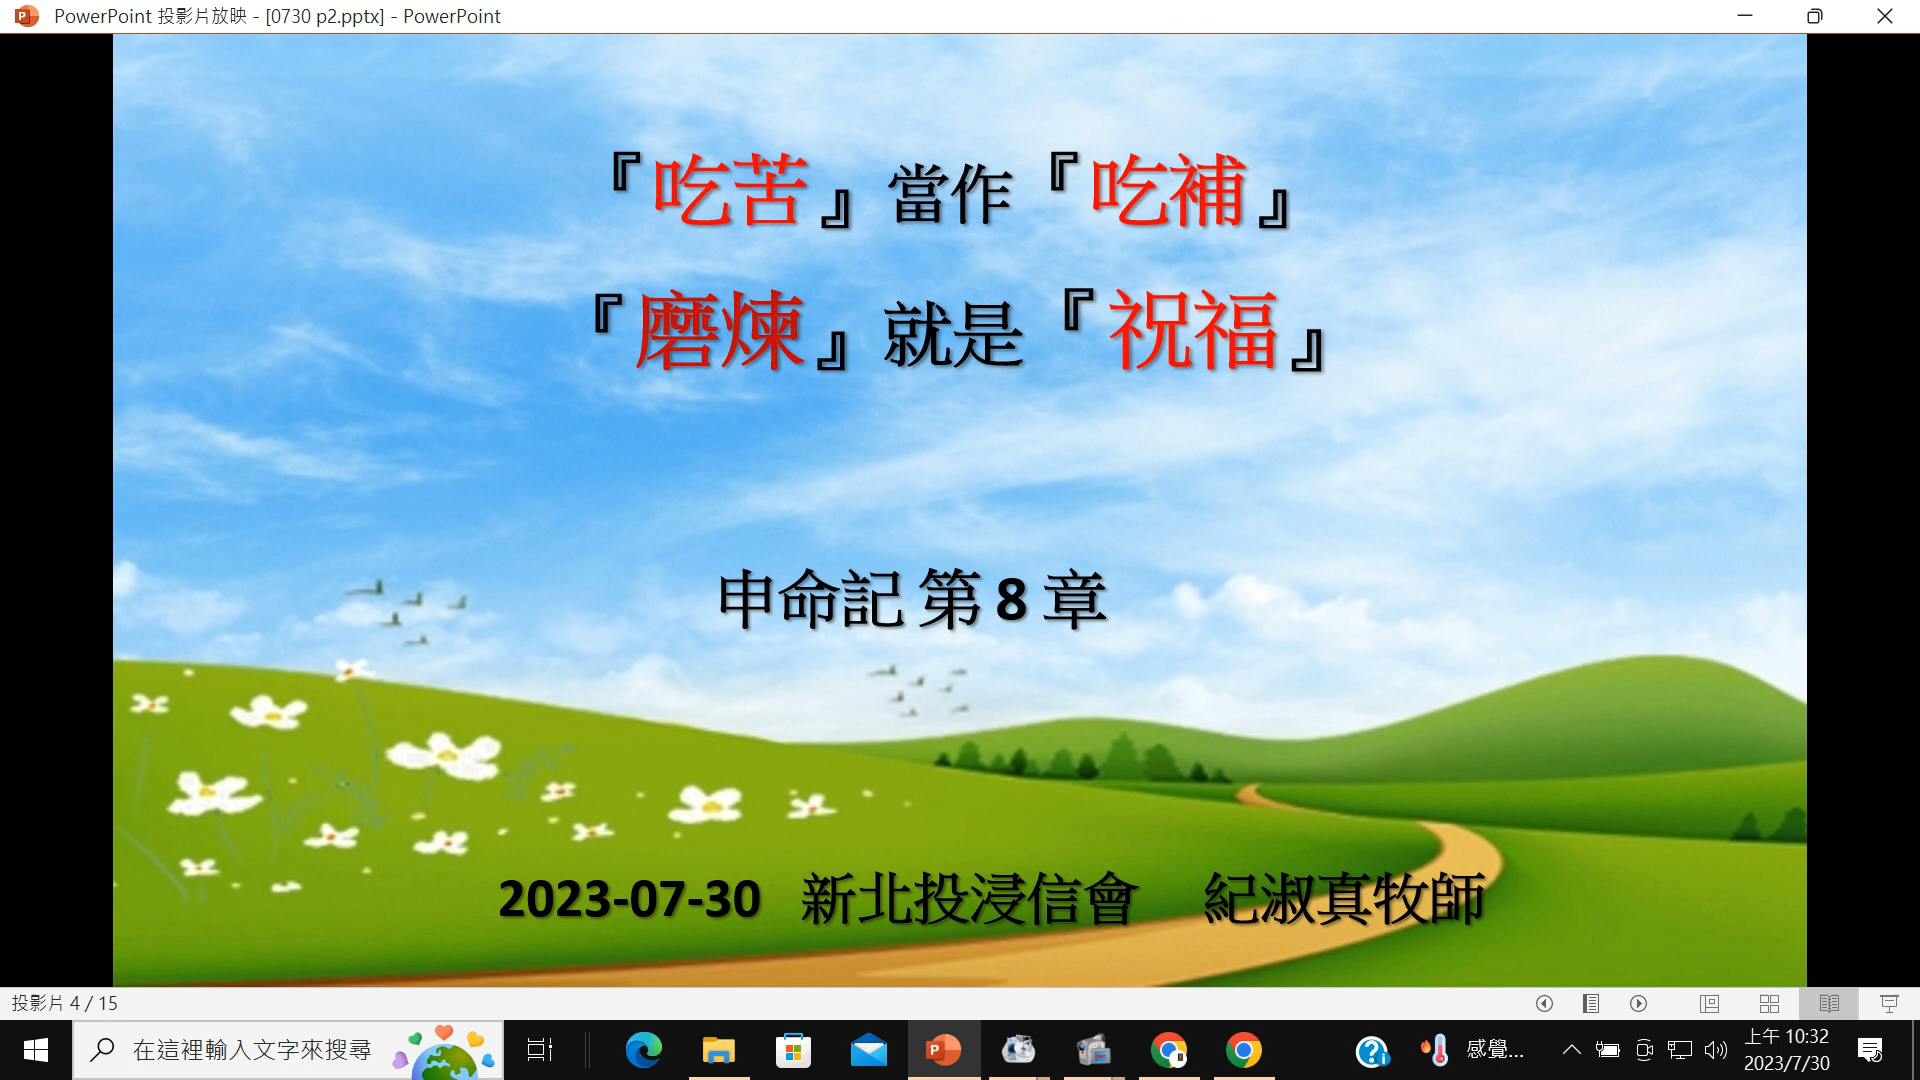 PowerPoint 投影片放映 - [0730 p2.pptx] - PowerPoint
『吃苦』當作『吃補』
『磨煉』就是『祝福』
申命記 第 8 章
2023-07-30 新北投浸信會 紀淑真牧師
投影片 4 / 15
在這裡輸入文字來搜尋
感覺...
上午 10:32
2023/7/30